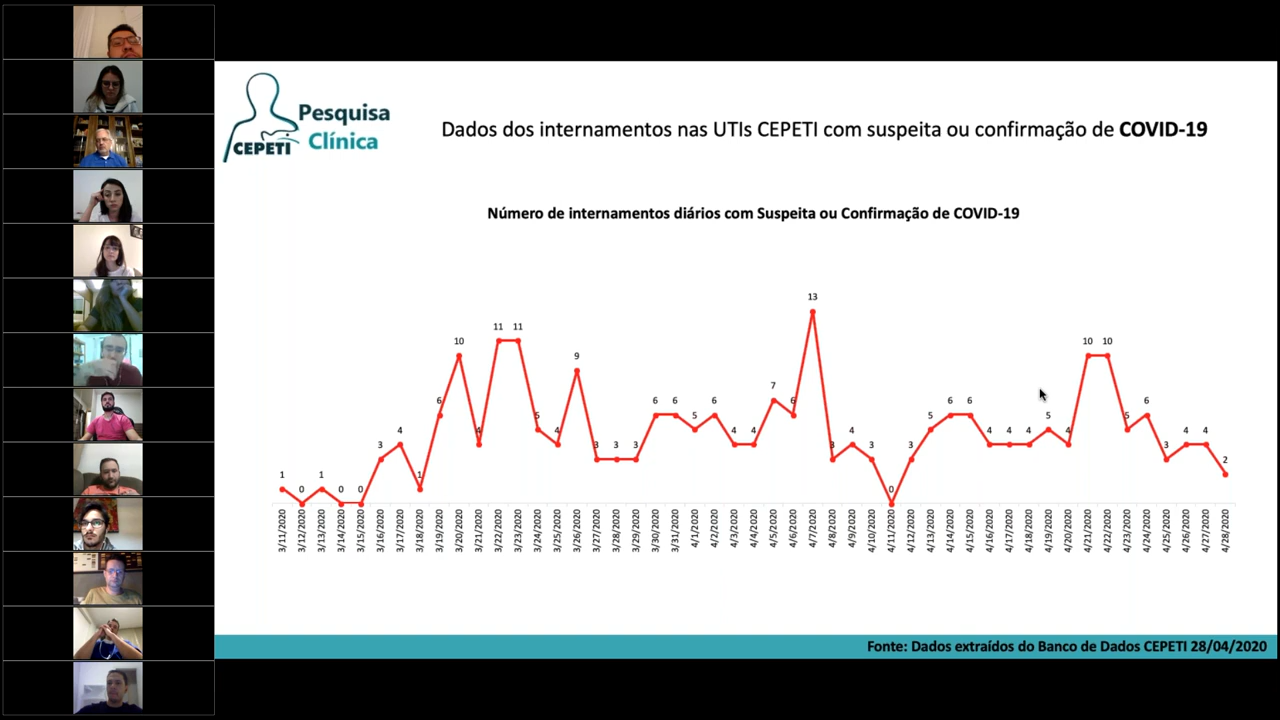 Pesquisa
Clínica
CEPETI
Dados dos internamentos nas UTIs CEPETI com suspeita ou confirmação de COVID-19
Número de internamentos diários com Suspeita ou Confirmação de COVID-19
1 0 1 0 0 3 4 1 6 10 4 11 11 5 4 9 3 3 3 6 6 5 6 4 4 7 6 13 3 4 3 0 3 5 6 6 4 4 4 5 4 10 10 5 6 3 4 4 2
3/11/2020 3/12/2020 3/13/2020 3/14/2020 3/15/2020 3/16/2020 3/17/2020 3/18/2020 3/19/2020 3/20/2020 3/21/2020 3/22/2020 3/23/2020 3/24/2020 3/25/2020 3/26/2020 3/27/2020 3/28/2020 3/29/2020 3/30/2020 3/31/2020 4/1/2020 4/2/2020 4/3/2020 4/4/2020 4/5/2020 4/6/2020 4/7/2020 4/8/2020 4/9/2020 4/10/2020 4/11/2020 4/12/2020 4/13/2020 4/14/2020 4/15/2020 4/16/2020 4/17/2020 4/18/2020 4/19/2020 4/20/2020 4/21/2020 4/22/2020 4/23/2020 4/24/2020 4/25/2020 4/26/2020 4/27/2020 4/28/2020
Fonte: Dados extraídos do Banco de Dados CEPETI 28/04/2020